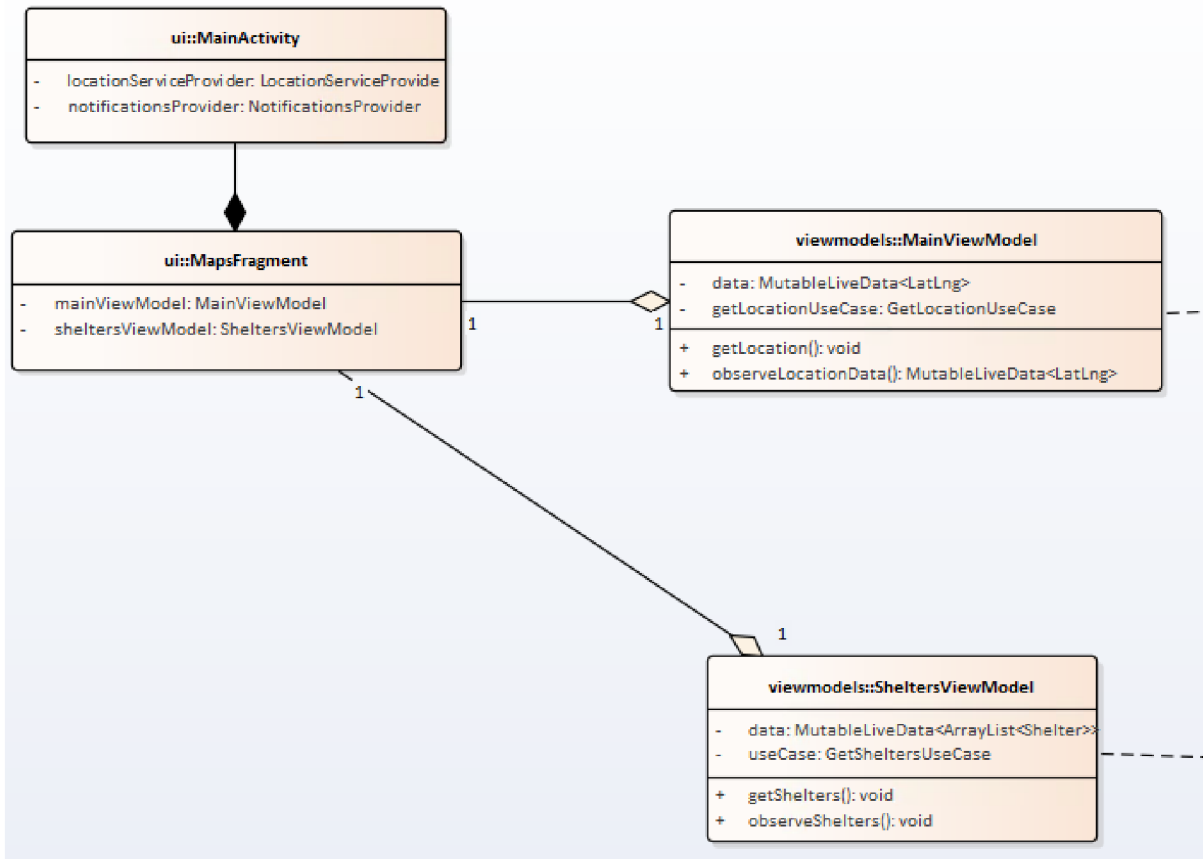 ui::MainActivity
- locationServiceProvider: LocationServiceProvide
- notificationsProvider: NotificationsProvider
ui::MapsFragment
- mainViewModel: MainViewModel
- sheltersViewModel: SheltersViewModel
1
1
1
viewmodels::MainViewModel
- data: MutableLiveData<LatLng>
- getLocationUseCase: GetLocationUseCase
+ getLocation(): void
+ observeLocationData(): MutableLiveData<LatLng>
1
viewmodels::SheltersViewModel
- data: MutableLiveData<ArrayList<Shelter>>
- useCase: GetSheltersUseCase
+ getShelters(): void
+ observeShelters(): void